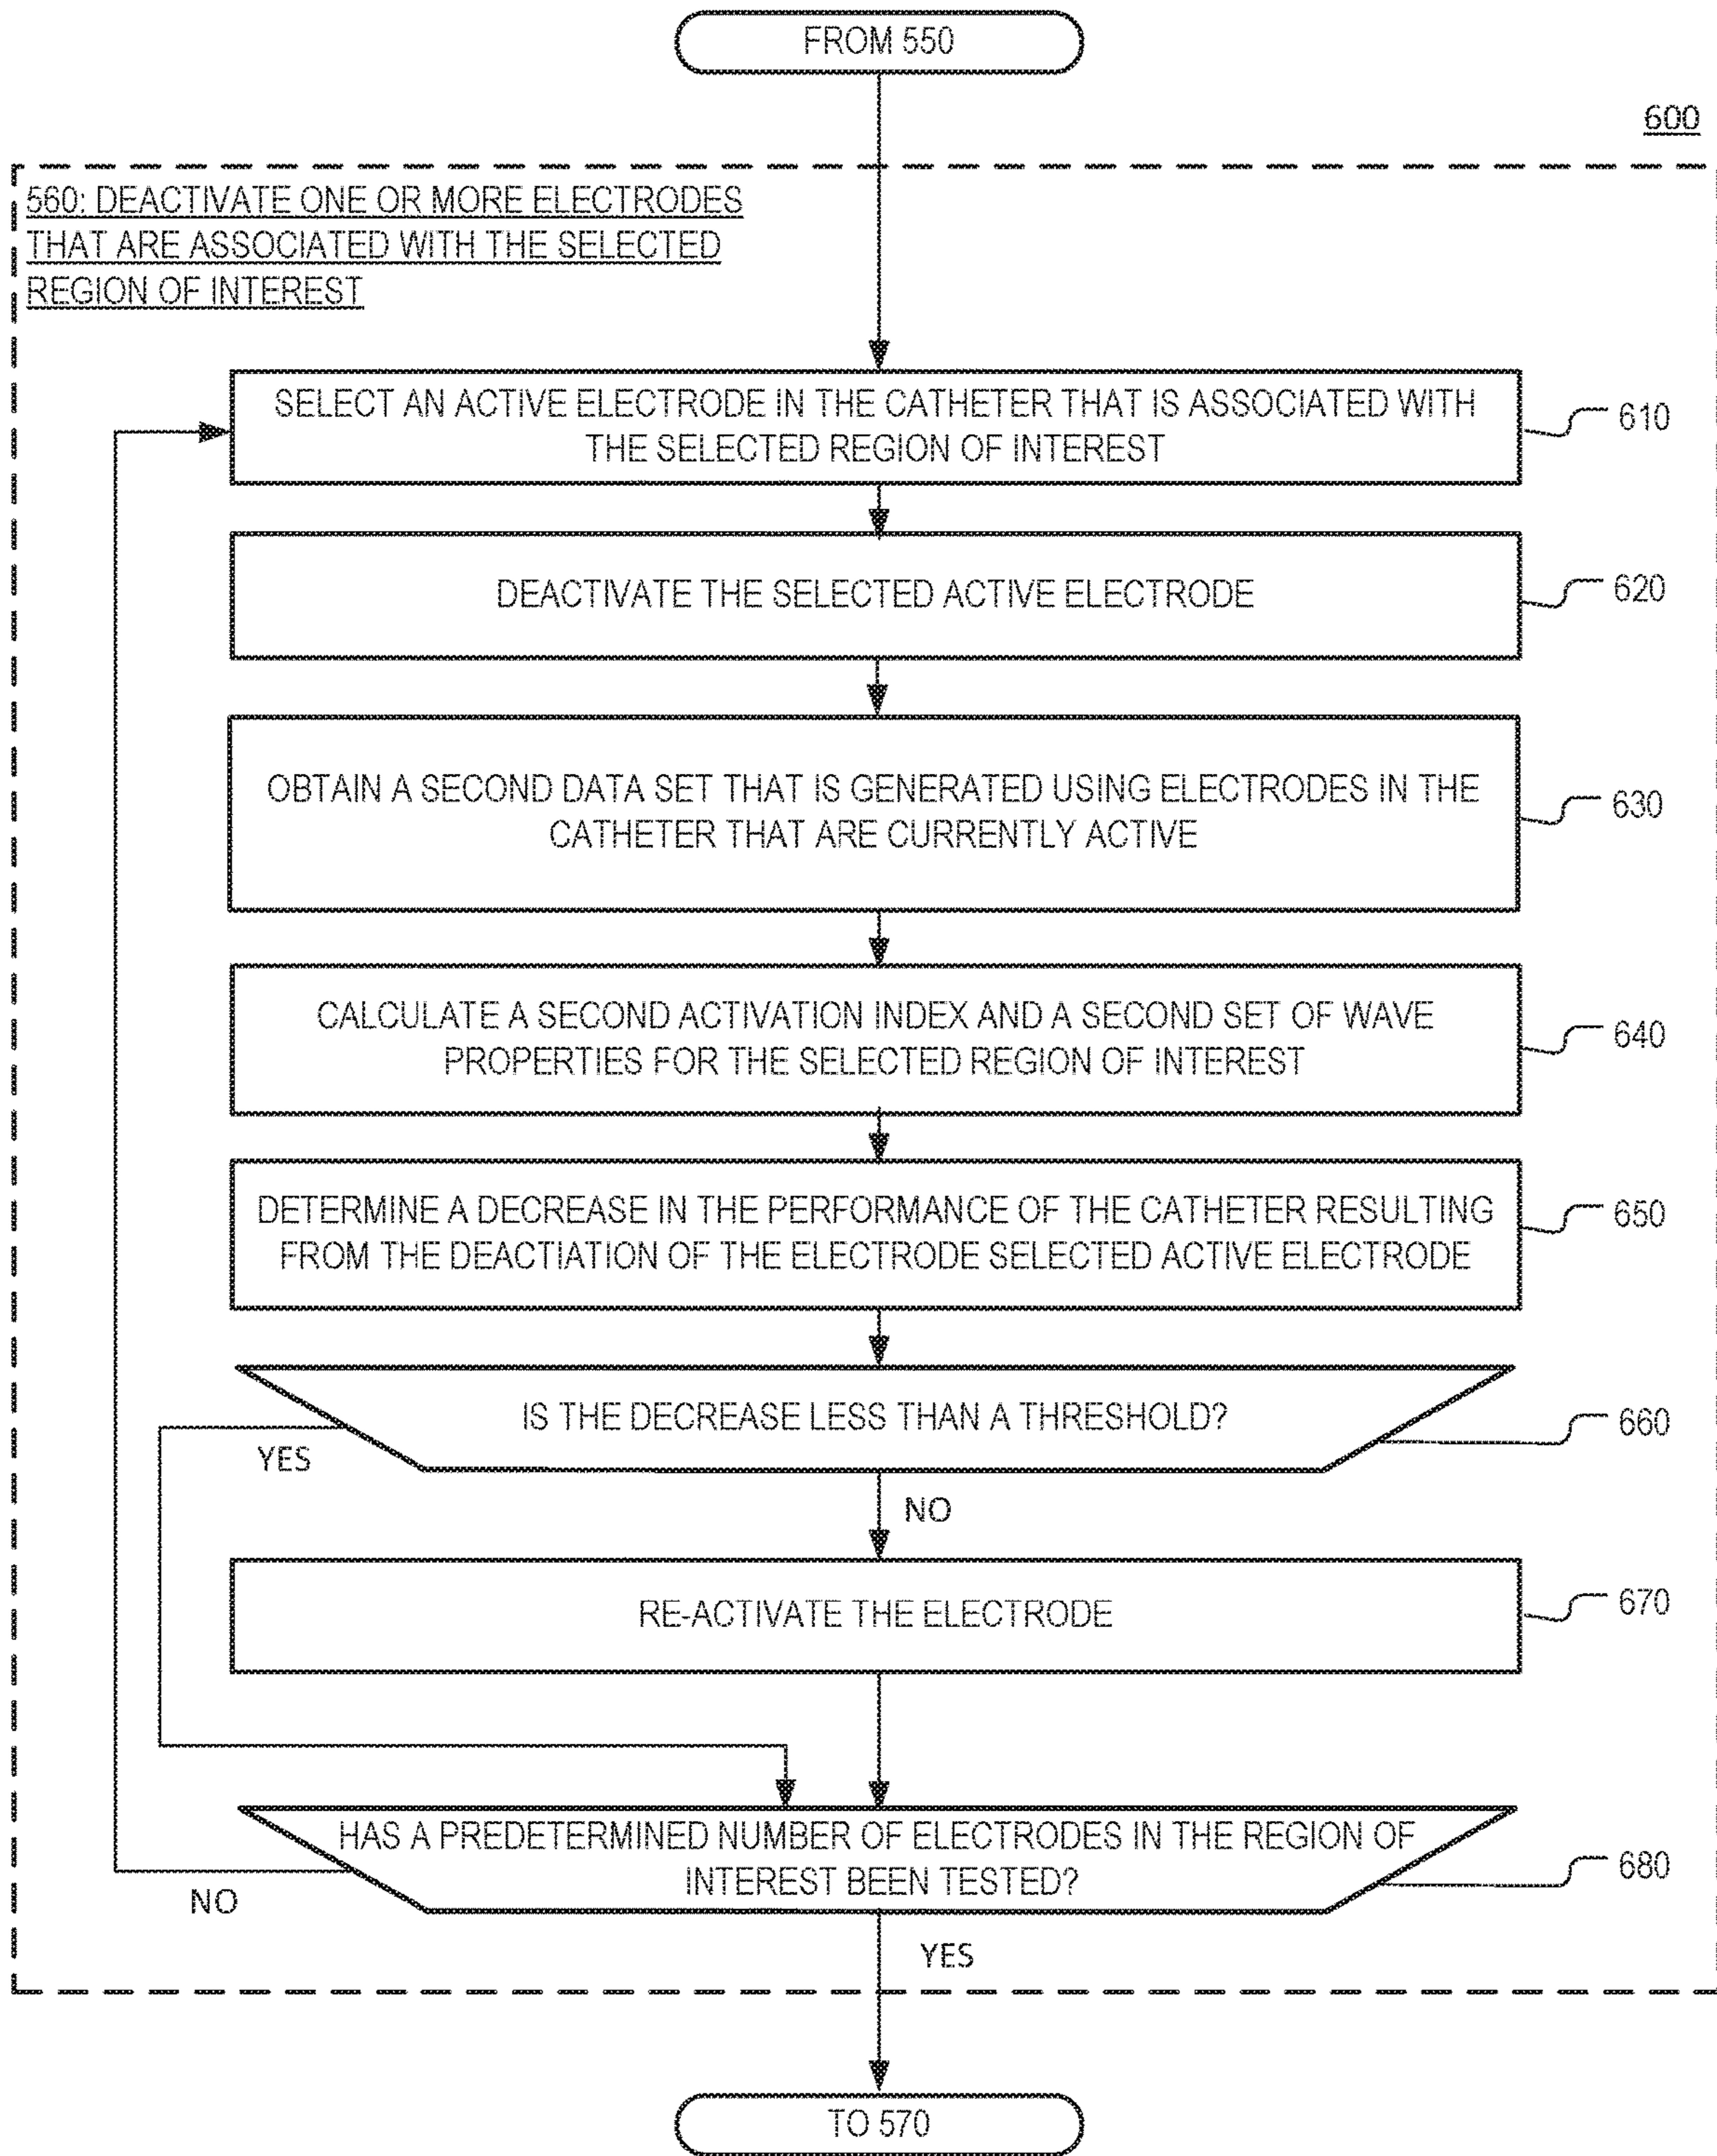 FROM 550
600
560: DEACTIVATE ONE OR MORE ELECTRODES
THAT ARE ASSOCIATED WITH THE SELECTED
REGION OF INTEREST
SELECT AN ACTIVE ELECTRODE IN THE CATHETER THAT IS ASSOCIATED WITH
THE SELECTED REGION OF INTEREST
610
DEACTIVATE THE SELECTED ACTIVE ELECTRODE
620
OBTAIN A SECOND DATA SET THAT IS GENERATED USING ELECTRODES IN THE
CATHETER THAT ARE CURRENTLY ACTIVE
630
CALCULATE A SECOND ACTIVATION INDEX AND A SECOND SET OF WAVE
PROPERTIES FOR THE SELECTED REGION OF INTEREST
640
DETERMINE A DECREASE IN THE PERFORMANCE OF THE CATHETER RESULTING
FROM THE DEACTIATION OF THE ELECTRODE SELECTED ACTIVE ELECTRODE
650
IS THE DECREASE LESS THAN A THRESHOLD?
660
YES
NO
RE-ACTIVATE THE ELECTRODE
670
HAS A PREDETERMINED NUMBER OF ELECTRODES IN THE REGION OF
INTEREST BEEN TESTED?
680
NO
YES
TO 570